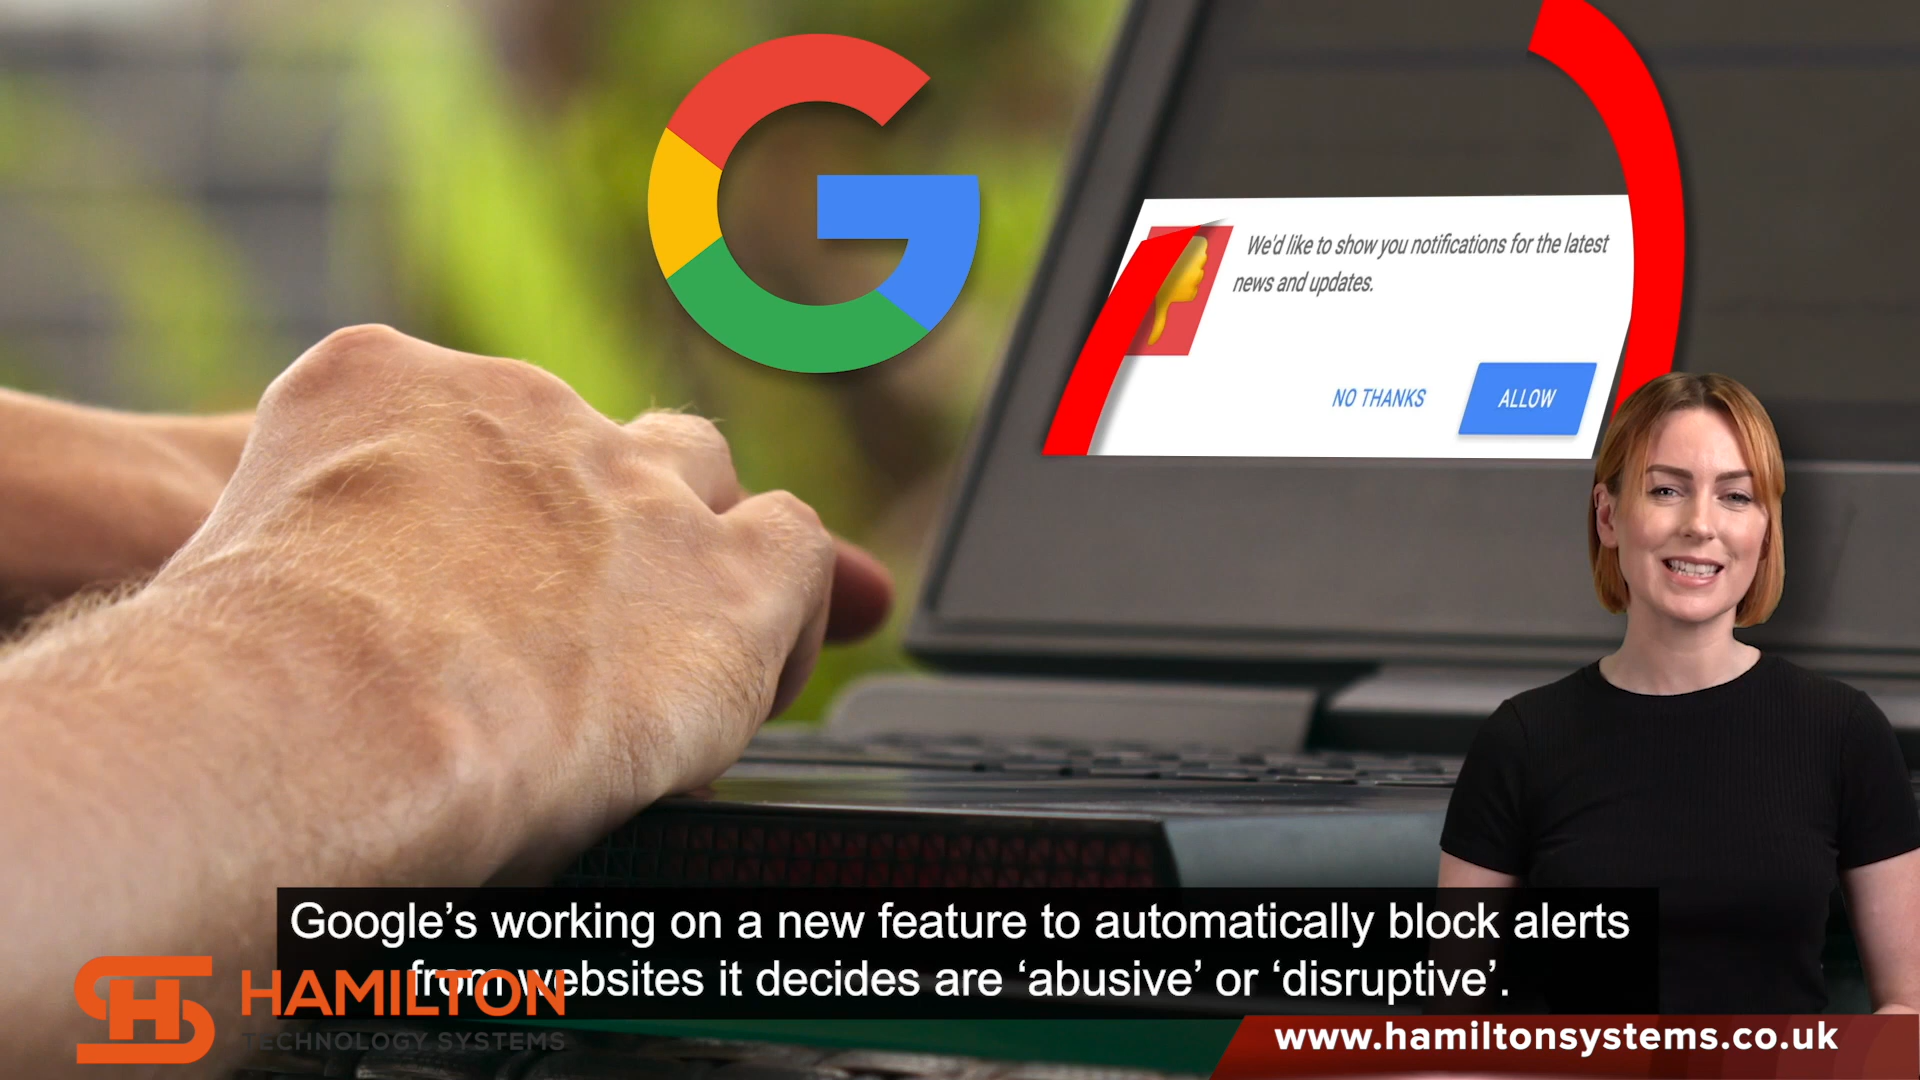 We'd like to show you notifications for the latest
news and updates.
NO THANKS
ALLOW
Google’s working on a new feature to automatically block alerts
from websites it decides are ‘abusive’ or ‘disruptive’.
HAMILTON
TECHNOLOGY SYSTEMS
www.hamiltonsystems.co.uk